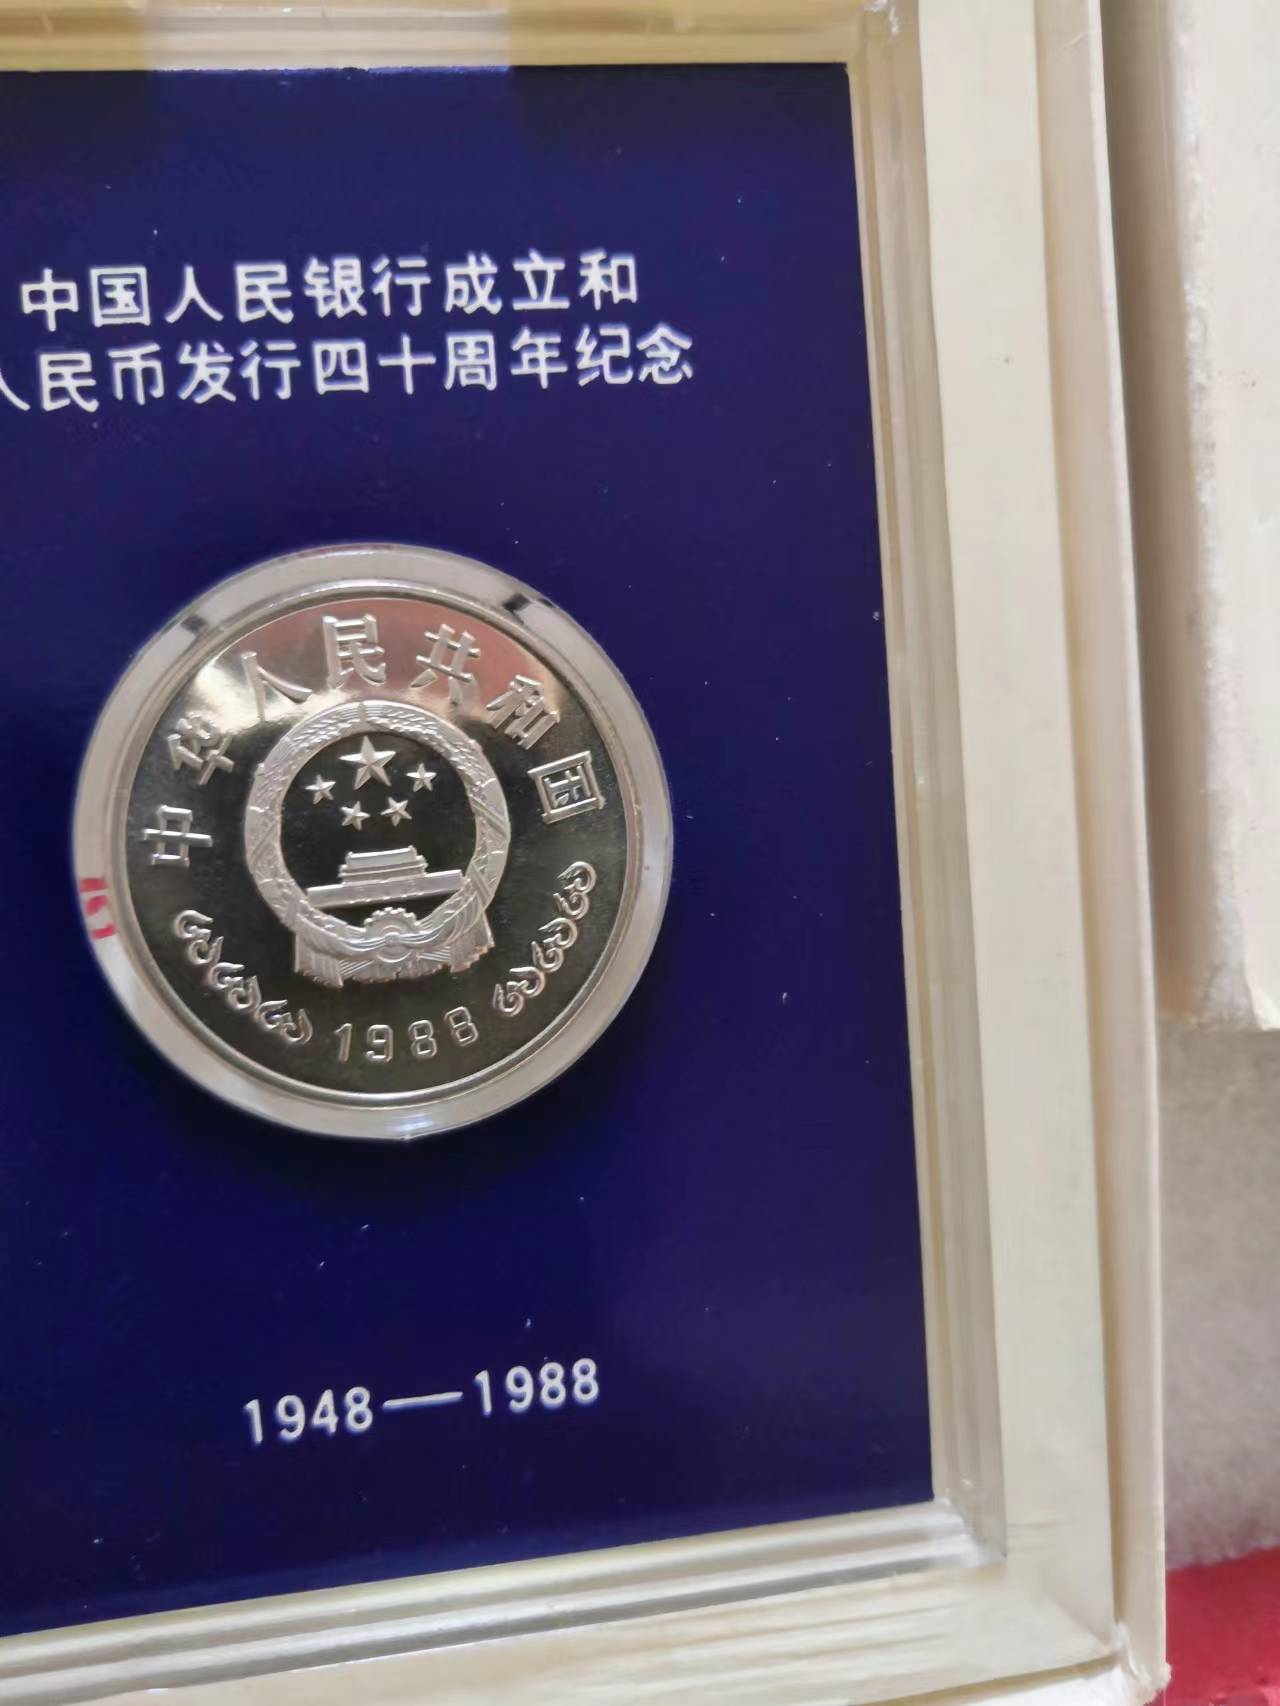 中国人民银行成立和
人民币发行四十周年纪念
中华人民共和国
1988
1948—1988